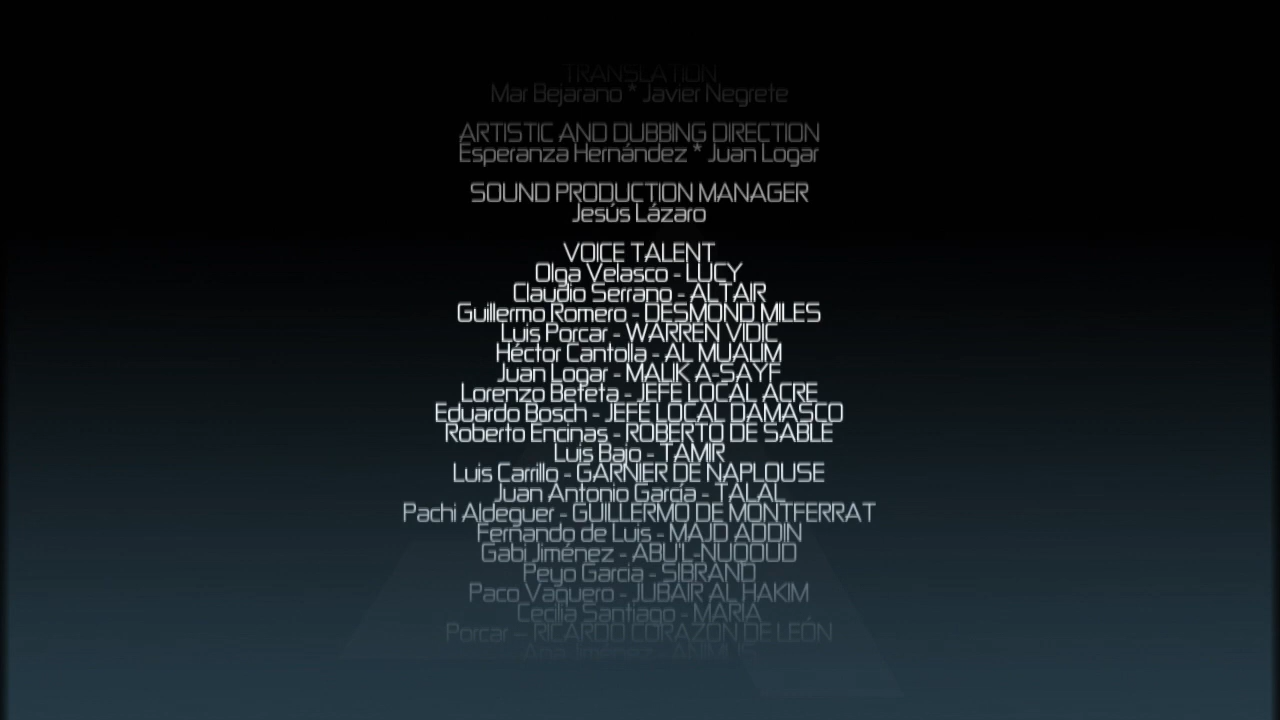 TRANSLATION
Mar Bejarano * Javier Negrete
ARTISTIC AND DUBBING DIRECTION
Esperanza Hernández * Juan Logar
SOUND PRODUCTION MANAGER
Jesús Lázaro
VOICE TALENT
Olga Velasco - LUCY
Claudio Serrano - ALTAIR
Guillermo Romero - DESMOND MILES
Luis Porcar - WARREN VIDIC
Héctor Cantolla - AL MUALIM
Juan Logar - MALIK A-SAYF
Lorenzo Beteta - JEFE LOCAL ACRE
Eduardo Bosch - JEFE LOCAL DAMASCO
Roberto Encinas - ROBERTO DE SABLE
Luis Bajo - TAMIR
Luis Carrillo - GARNIER DE NAPLOUSE
Juan Antonio García - TALAL
Pachi Aldeguer - GUILLERMO DE MONTFERRAT
Fernando de Luis - MAJD ADDIN
Gabi Jiménez - ABU'L-NUQOUD
Peyo Garcia - SIBRAND
Paco Vaquero - JUBAIR AL HAKIM
Cecilia Santiago - MARIA
Porcar – RICARDO CORAZÓN DE LEÓN
Ana Jiménez - ANIMUS